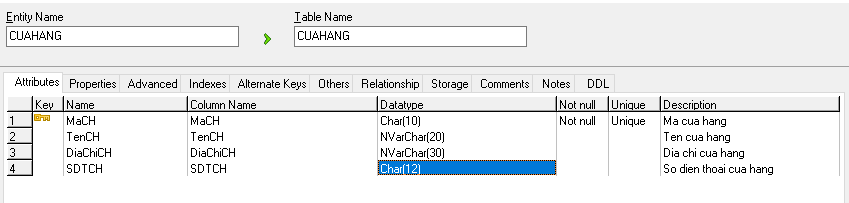 Entity Name Table Name
CUAHANG CUAHANG
Attributes Properties Advanced Indexes Alternate Keys Others Relationship Storage Comments Notes DDL
Key Name Column Name Datatype Not null Unique Description
1 MaCH MaCH Char(10) Not null Unique Ma cua hang
2 TenCH TenCH NVarChar(20) Ten cua hang
3 DiaChiCH DiaChiCH NVarChar(30) Dia chi cua hang
4 SDTCH SDTCH Char(12) So dien thoai cua hang